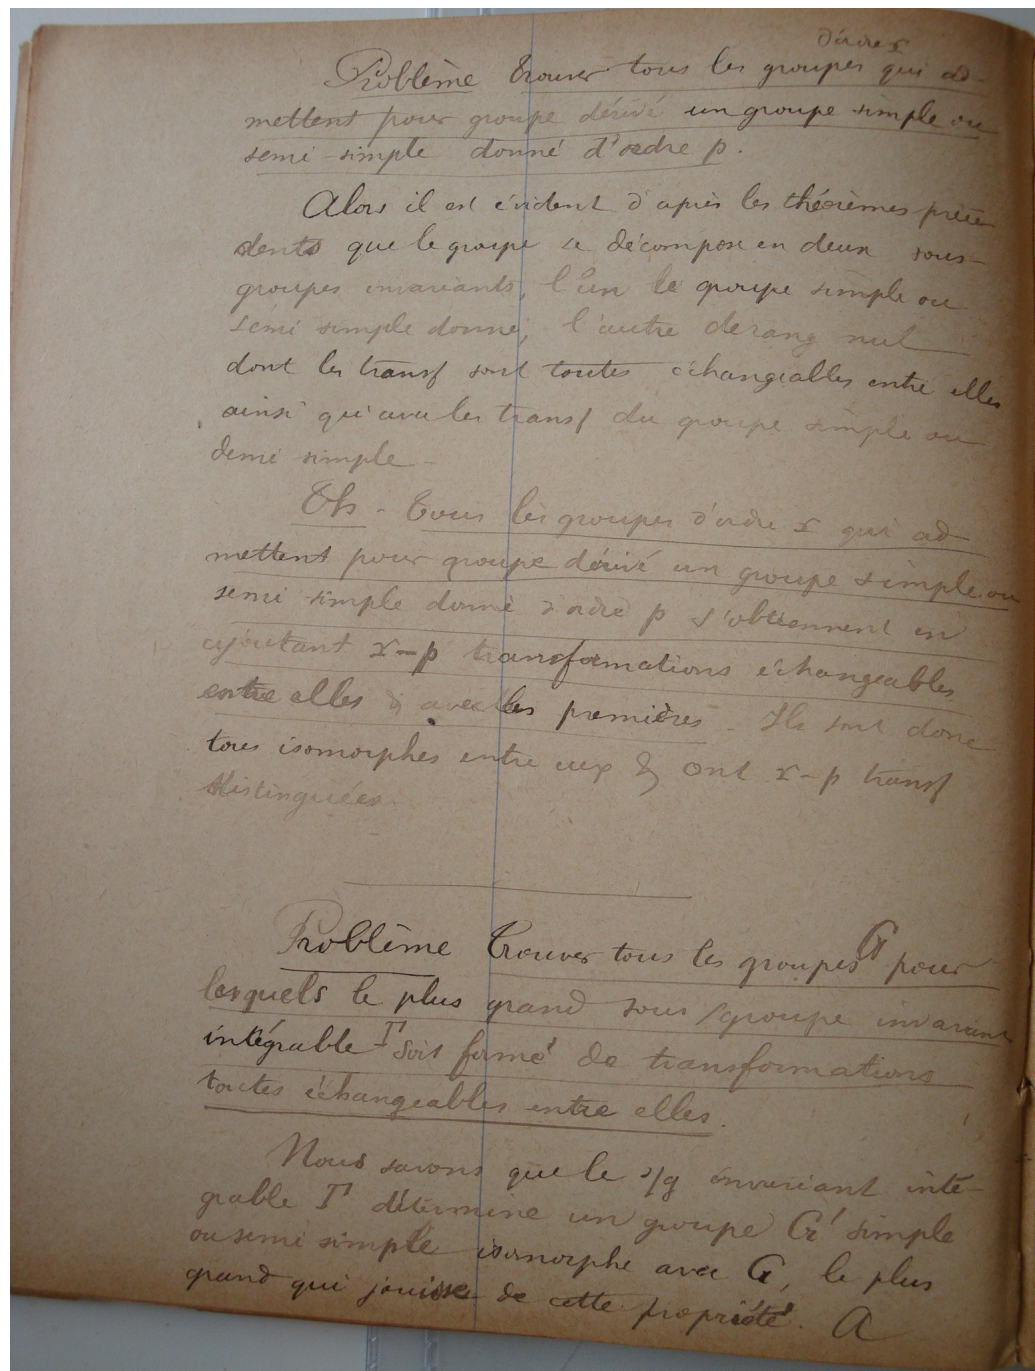 d'ordre r
Problème Trouver tous les groupes qui ad-
mettent pour groupe dérivé un groupe simple ou
semi-simple donné d'ordre p.
Alors il est évident d'après les théorèmes précé
dents que le groupe se décompose en deux sous-
groupes invariants, l'un le groupe simple ou
semi simple donné, l'autre de rang nul
dont les transf sont toutes échangeables entre elles
ainsi qu'avec les transf du groupe simple ou
demi simple -
Th - Tous les groupes d'ordre r qui ad-
mettent pour groupe dérivé un groupe simple ou
semi simple donné d'ordre p s'obtiennent en
ajoutant r-p transformations échangeables
entre elles & avec les premières - Ils sont donc
tous isomorphes entre eux & ont r-p transf
distinguées.
Problème Trouver tous les groupes G pour
lesquels le plus grand sous/groupe invariant
intégrable Γ soit formé de transformations
toutes échangeables entre elles.
Nous savons que le s/g invariant inté-
grable Γ détermine un groupe G' simple
ou semi simple isomorphe avec G, le plus
grand qui jouisse de cette propriété. A